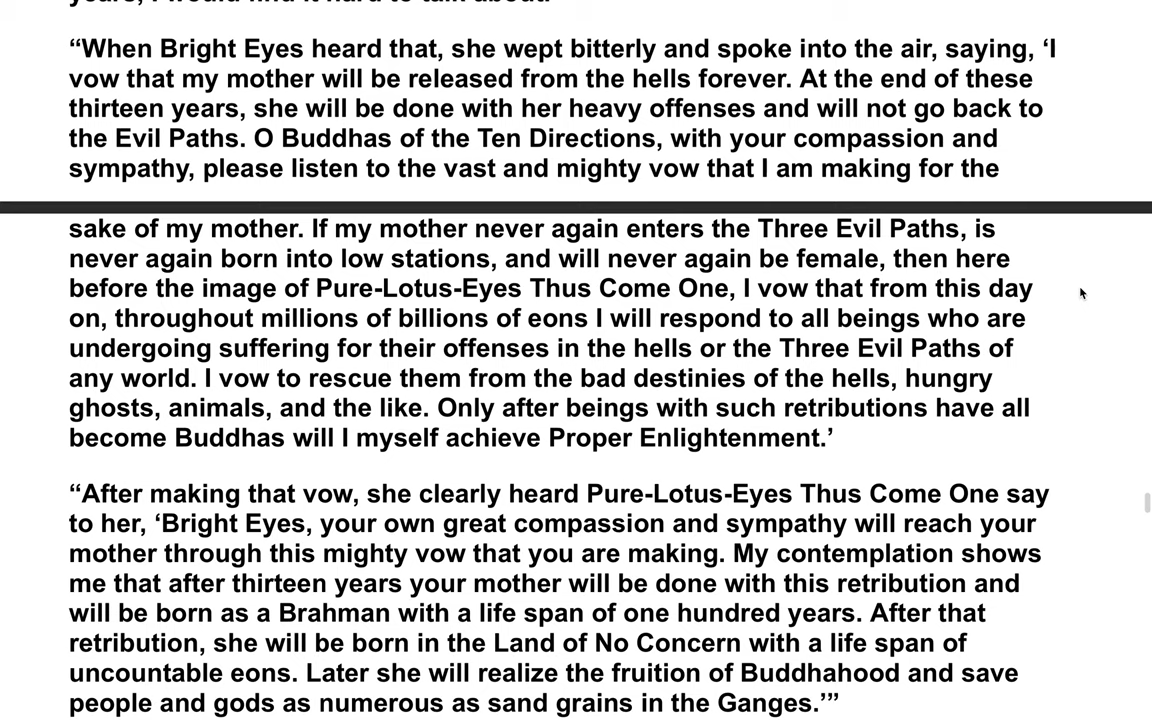 “When Bright Eyes heard that, she wept bitterly and spoke into the air, saying, ‘I
vow that my mother will be released from the hells forever. At the end of these
thirteen years, she will be done with her heavy offenses and will not go back to
the Evil Paths. O Buddhas of the Ten Directions, with your compassion and
sympathy, please listen to the vast and mighty vow that I am making for the
sake of my mother. If my mother never again enters the Three Evil Paths, is
never again born into low stations, and will never again be female, then here
before the image of Pure-Lotus-Eyes Thus Come One, I vow that from this day
on, throughout millions of billions of eons I will respond to all beings who are
undergoing suffering for their offenses in the hells or the Three Evil Paths of
any world. I vow to rescue them from the bad destinies of the hells, hungry
ghosts, animals, and the like. Only after beings with such retributions have all
become Buddhas will I myself achieve Proper Enlightenment.’
“After making that vow, she clearly heard Pure-Lotus-Eyes Thus Come One say
to her, ‘Bright Eyes, your own great compassion and sympathy will reach your
mother through this mighty vow that you are making. My contemplation shows
me that after thirteen years your mother will be done with this retribution and
will be born as a Brahman with a life span of one hundred years. After that
retribution, she will be born in the Land of No Concern with a life span of
uncountable eons. Later she will realize the fruition of Buddhahood and save
people and gods as numerous as sand grains in the Ganges.’”